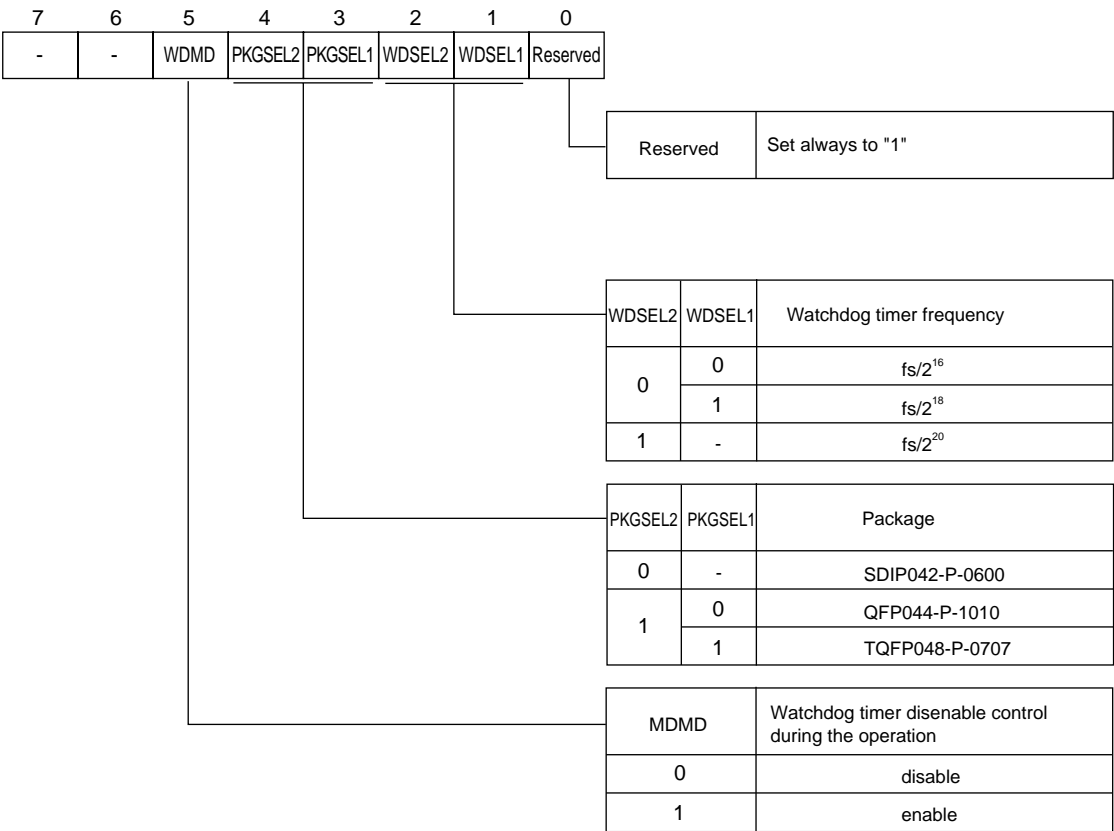 7 6 5 4 3 2 1 0
- - WDMD PKGSEL2 PKGSEL1 WDSEL2 WDSEL1 Reserved
Reserved Set always to "1"
WDSEL2 WDSEL1 Watchdog timer frequency
0 0 fs/2^16
1 fs/2^18
1 - fs/2^20
PKGSEL2 PKGSEL1 Package
0 - SDIP042-P-0600
1 0 QFP044-P-1010
1 TQFP048-P-0707
MDMD Watchdog timer disenable control
during the operation
0 disable
1 enable